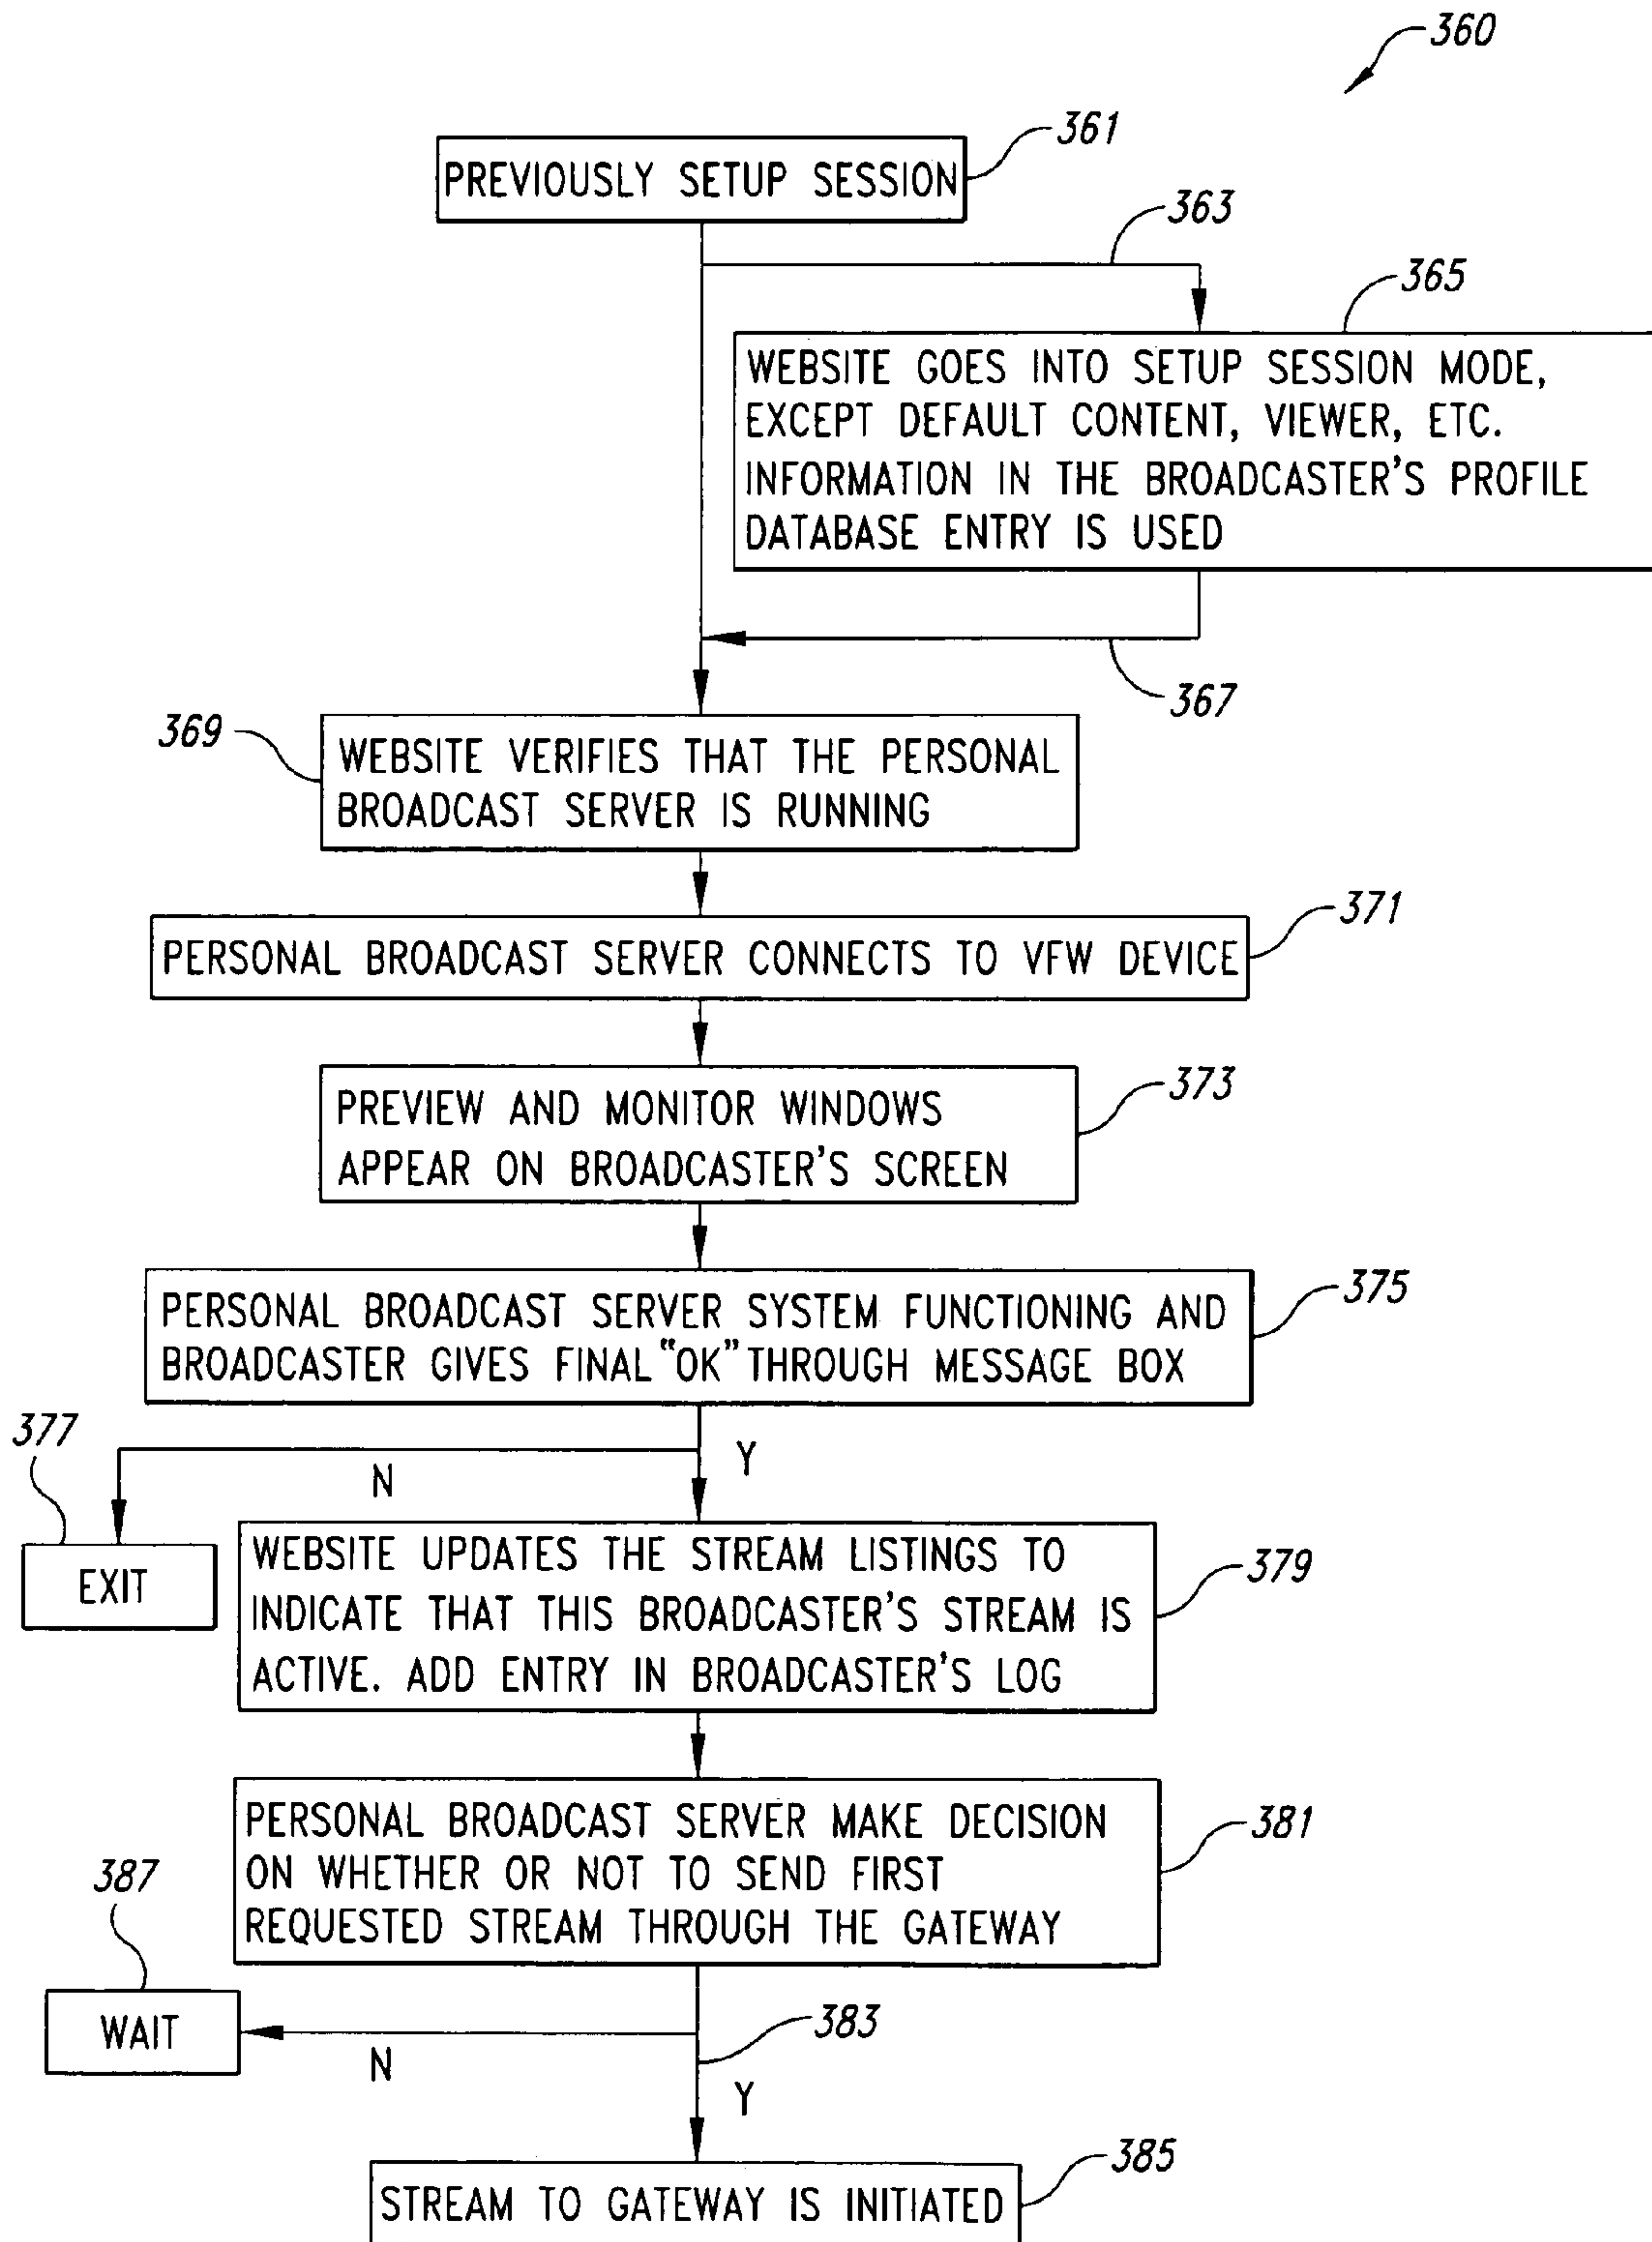 360
361
PREVIOUSLY SETUP SESSION
363
365
WEBSITE GOES INTO SETUP SESSION MODE,
EXCEPT DEFAULT CONTENT, VIEWER, ETC.
INFORMATION IN THE BROADCASTER'S PROFILE
DATABASE ENTRY IS USED
367
369
WEBSITE VERIFIES THAT THE PERSONAL
BROADCAST SERVER IS RUNNING
371
PERSONAL BROADCAST SERVER CONNECTS TO VFW DEVICE
373
PREVIEW AND MONITOR WINDOWS
APPEAR ON BROADCASTER'S SCREEN
375
PERSONAL BROADCAST SERVER SYSTEM FUNCTIONING AND
BROADCASTER GIVES FINAL "OK" THROUGH MESSAGE BOX
377
N
Y
EXIT
379
WEBSITE UPDATES THE STREAM LISTINGS TO
INDICATE THAT THIS BROADCASTER'S STREAM IS
ACTIVE. ADD ENTRY IN BROADCASTER'S LOG
381
PERSONAL BROADCAST SERVER MAKE DECISION
ON WHETHER OR NOT TO SEND FIRST
REQUESTED STREAM THROUGH THE GATEWAY
387
WAIT
383
N
Y
385
STREAM TO GATEWAY IS INITIATED